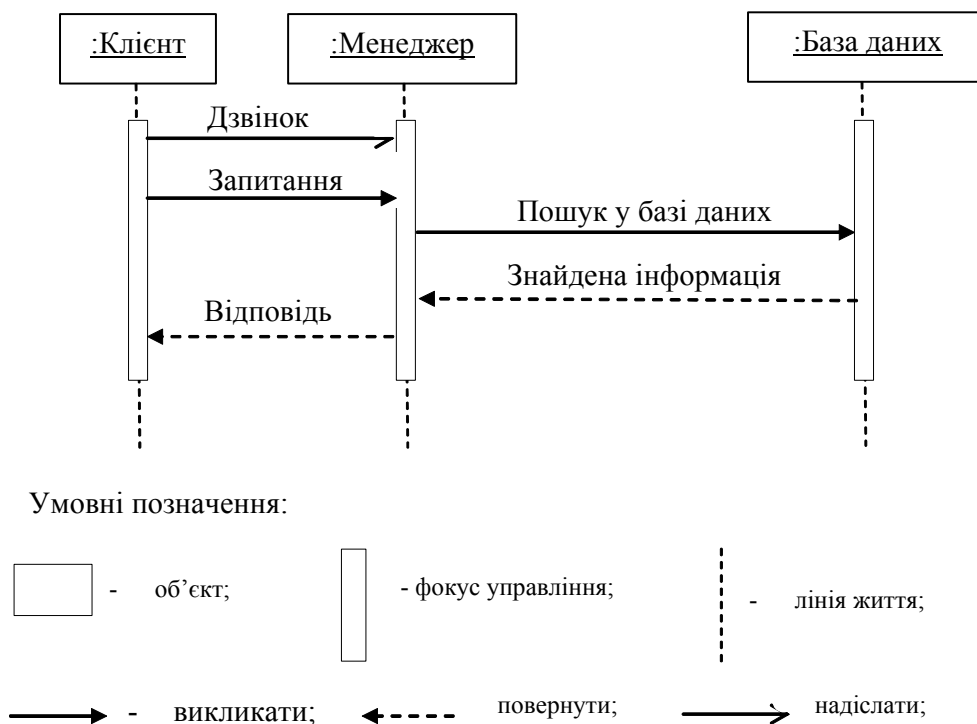 :Клієнт
:Менеджер
:База даних
Дзвінок
Запитання
Пошук у базі даних
Знайдена інформація
Відповідь
Умовні позначення:
- об’єкт;
- фокус управління;
- лінія життя;
- викликати;
повернути;
надіслати;